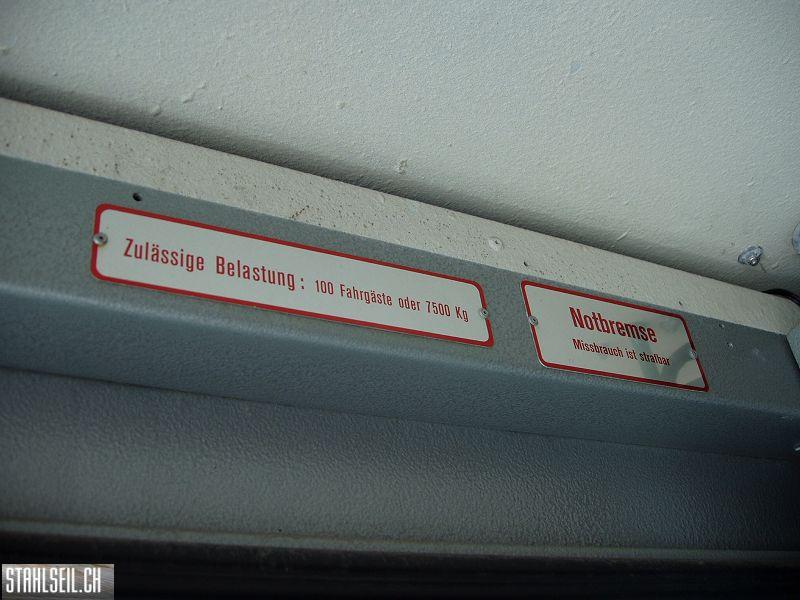 Zulässige Belastung: 100 Fahrgäste oder 7500 Kg
Notbremse
Missbrauch ist strafbar
STAHLSEIL.CH